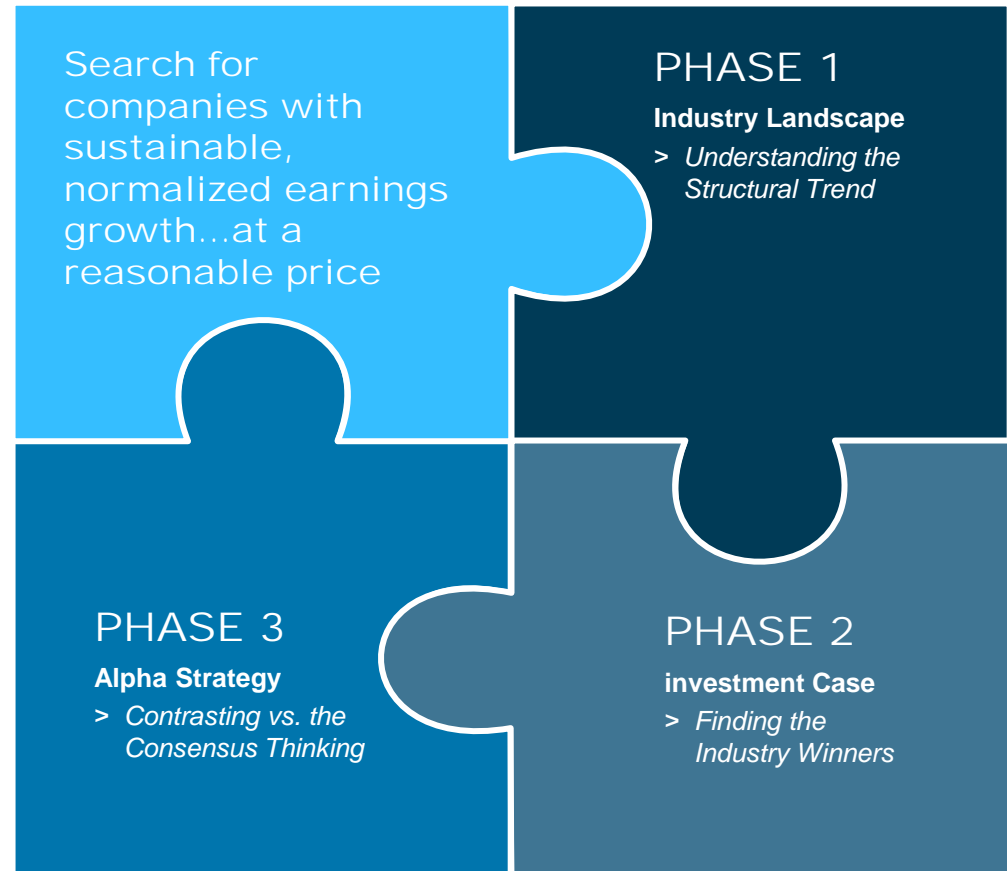 Search for
companies with
sustainable,
normalized earnings
growth...at a
reasonable price
PHASE 1
Industry Landscape
> Understanding the
Structural Trend
PHASE 2
investment Case
> Finding the
Industry Winners
PHASE 3
Alpha Strategy
> Contrasting vs. the
Consensus Thinking